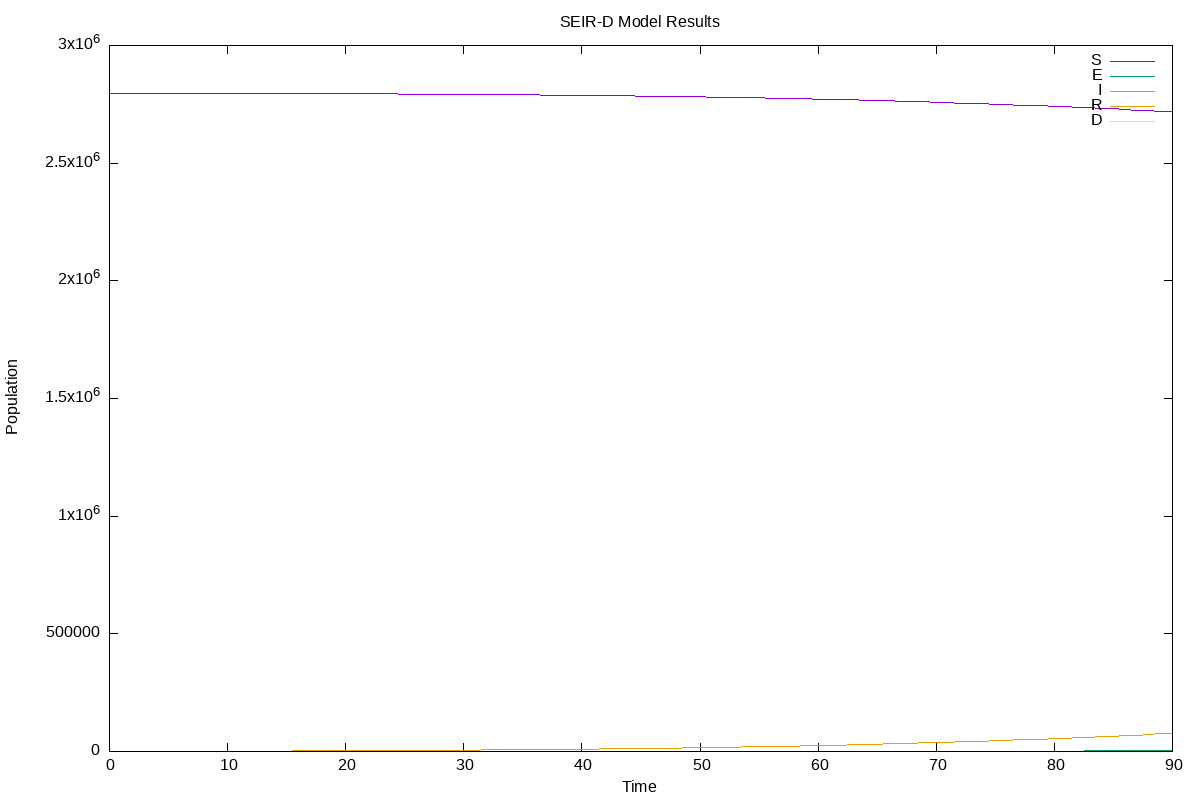 SEIR-D Model Results
3x10^6
2.5x10^6
2x10^6
1.5x10^6
1x10^6
500000
0
Population
S
E
I
R
D
0 10 20 30 40 50 60 70 80 90
Time